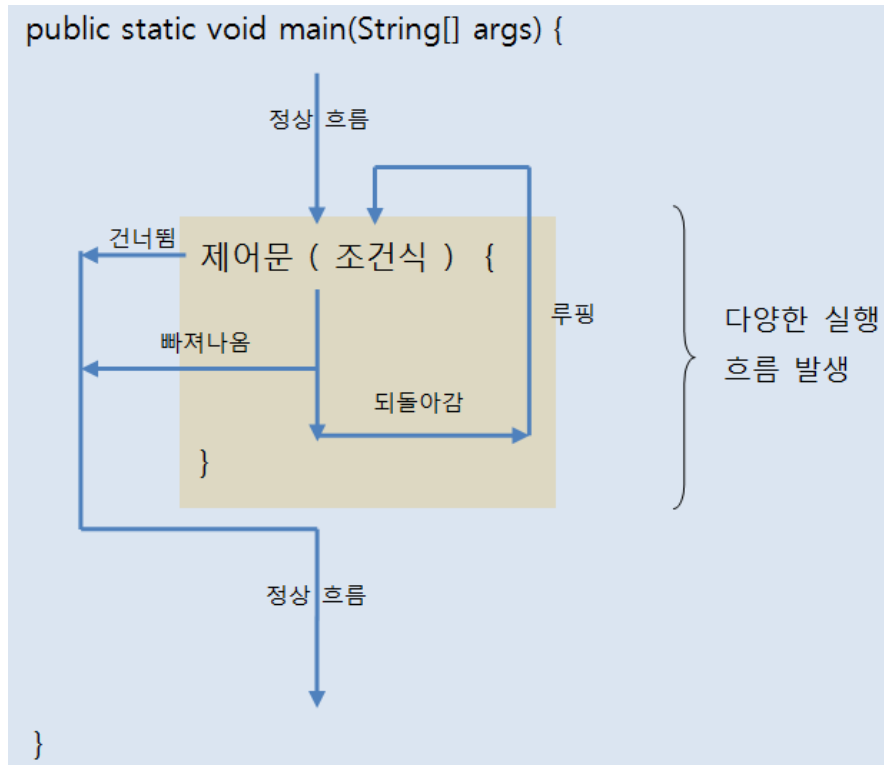 public static void main(String[] args) {
정상 흐름
건너뜀
제어문 ( 조건식 ) {
루핑
다양한 실행
흐름 발생
빠져나옴
되돌아감
}
정상 흐름
}